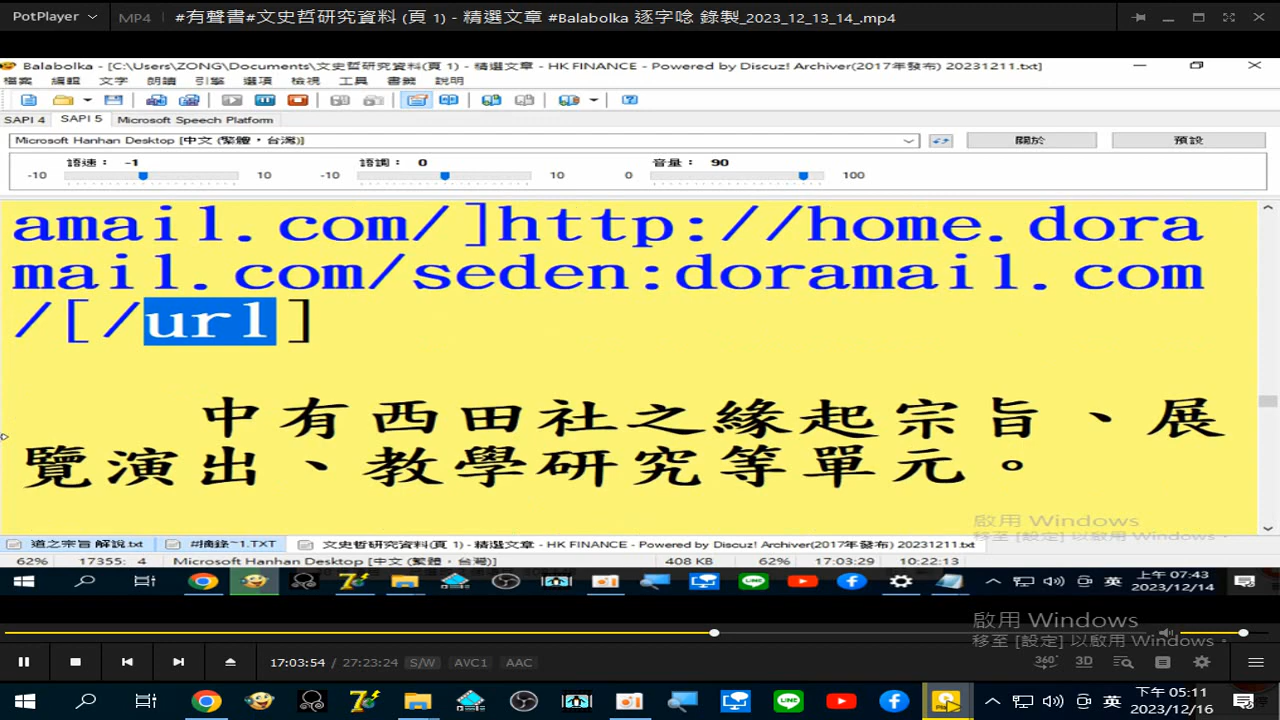 PotPlayer
MP4
#有聲書#文史哲研究資料 (頁 1) - 精選文章 #Balabolka 逐字唸 錄製_2023_12_13_14_.mp4
Balabolka - [C:\Users\ZONG\Documents\文史哲研究資料(頁 1) - 精選文章 - HK FINANCE - Powered by Discuz! Archiver(2017年發布) 20231211.txt]
檔案 編輯 文字 朗讀 引擎 選項 檢視 工具 書籤 說明
SAPI 4 SAPI 5 Microsoft Speech Platform
Microsoft Hanhan Desktop [中文 (繁體，台灣)]
關於 預設
語速： -1 語調： 0 音量： 90
-10 10 -10 10 0 100
amail.com/]http://home.dora
mail.com/seden:doramail.com
/[/url]
中有西田社之緣起宗旨、展
覽演出、教學研究等單元。
啟用 Windows
移至 [設定] 以啟用 Windows。
道之宗旨 解說.txt #摘錄~1.TXT 文史哲研究資料(頁 1) - 精選文章 - HK FINANCE - Powered by Discuz! Archiver(2017年發布) 20231211.txt
62% 17355: 4 Microsoft Hanhan Desktop [中文 (繁體，台灣)] 408 KB 62% 17:03:29 10:22:13
英 上午 07:43
2023/12/14
啟用 Windows
移至 [設定] 以啟用 Windows。
17:03:54 / 27:23:24 S/W AVC1 AAC
360° 3D
英 下午 05:11
2023/12/16